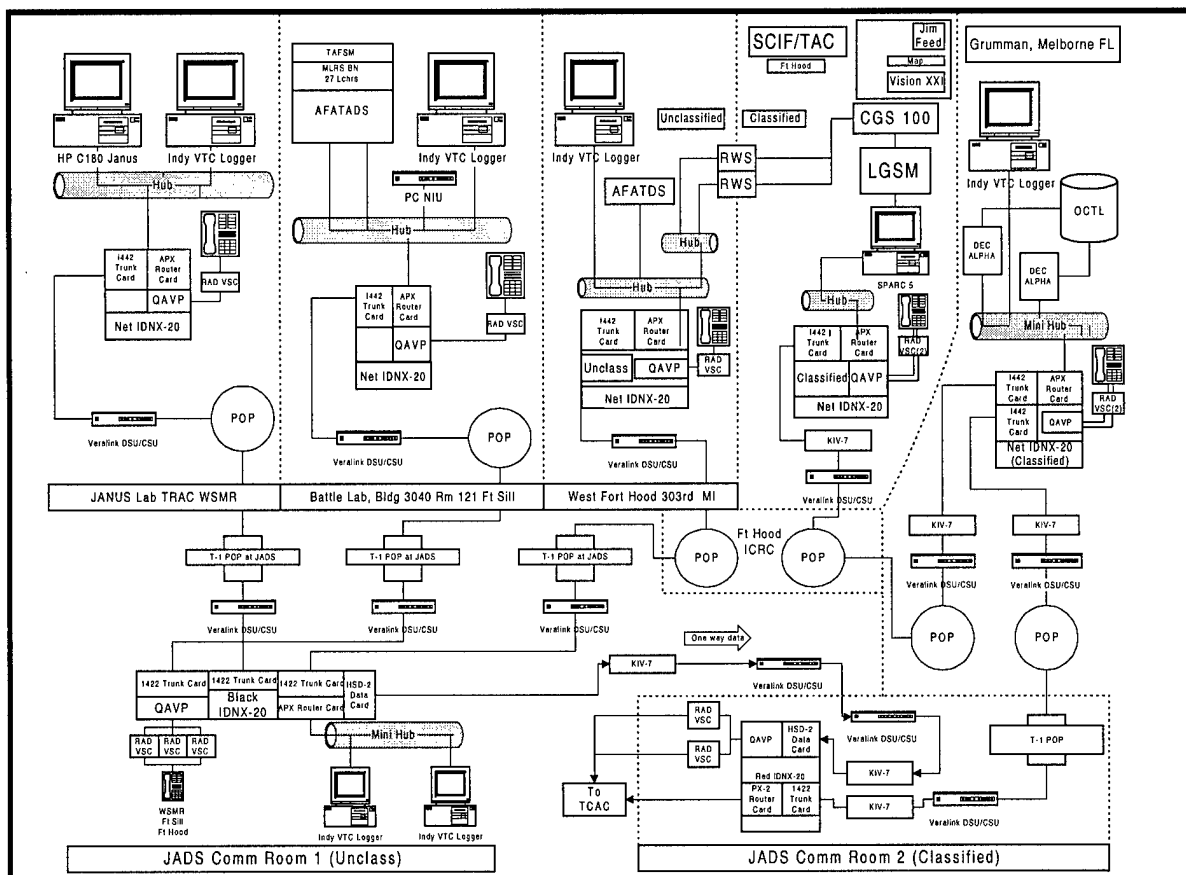 HP C180 Janus
Indy VTC Logger
Hub
I442
Trunk
Card
APX
Router
Card
QAVP
Net IDNX-20
RAD VSC
Veralink DSU/CSU
POP
JANUS Lab TRAC WSMR
TAFSM
MLRS BN
27 Lchrs
AFATADS
Indy VTC Logger
PC NIU
Hub
1442
Trunk
Card
APX
Router
Card
QAVP
Net IDNX-20
RAD VSC
Veralink DSU/CSU
POP
Battle Lab, Bldg 3040 Rm 121 Ft Sill
Indy VTC Logger
Unclassified
AFATDS
Hub
Hub
1442
Trunk
Card
APX
Router
Card
Unclass
QAVP
Net IDNX-20
RAD
VSC
Veralink DSU/CSU
West Fort Hood 303rd MI
SCIF/TAC
Ft Hood
Jim
Feed
Map
Vision XXI
Classified
CGS 100
RWS
RWS
LGSM
SPARC 5
Hub
1442
Trunk
Card
APX
Router
Card
Classified
QAVP
Net IDNX-20
RAD
VSC(2)
KIV-7
Veralink DSU/CSU
Grumman, Melborne FL
Indy VTC Logger
OCTL
DEC
ALPHA
DEC
ALPHA
Mini Hub
1442
Trunk
Card
APX
Router
Card
1442
Trunk
Card
QAVP
Net IDNX-20
(Classified)
RAD
VSC(2)
KIV-7
KIV-7
Veralink DSU/CSU
Veralink DSU/CSU
POP
POP
Ft Hood
ICRC
POP
POP
T-1 POP at JADS
T-1 POP at JADS
T-1 POP at JADS
Veralink DSU/CSU
Veralink DSU/CSU
Veralink DSU/CSU
1422 Trunk Card
1422 Trunk Card
1422 Trunk Card
HSD-2
Data
Card
QAVP
Black
IDNX-20
APX Router Card
RAD
VSC
RAD
VSC
RAD
VSC
WSMR
Ft Sill
Ft Hood
Mini Hub
Indy VTC Logger
Indy VTC Logger
JADS Comm Room 1 (Unclass)
One way data
KIV-7
Veralink DSU/CSU
RAD
VSC
RAD
VSC
QAVP
HSD-2
Data
Card
Red IDNX-20
PX-2
Router
Card
1422
Trunk
Card
To
TCAC
Veralink DSU/CSU
KIV-7
KIV-7
Veralink DSU/CSU
T-1 POP
JADS Comm Room 2 (Classified)